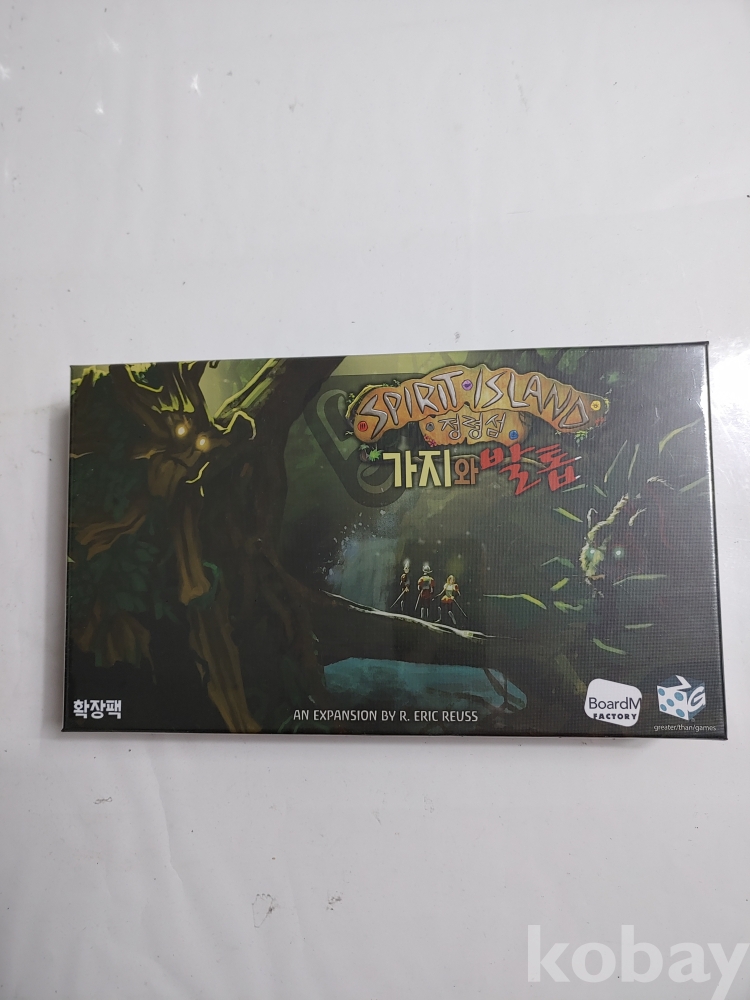 SPIRIT ISLAND
정령섬
가지와 발톱
확장팩
AN EXPANSION BY R. ERIC REUSS
BoardM
FACTORY
greater/than/games
kobay